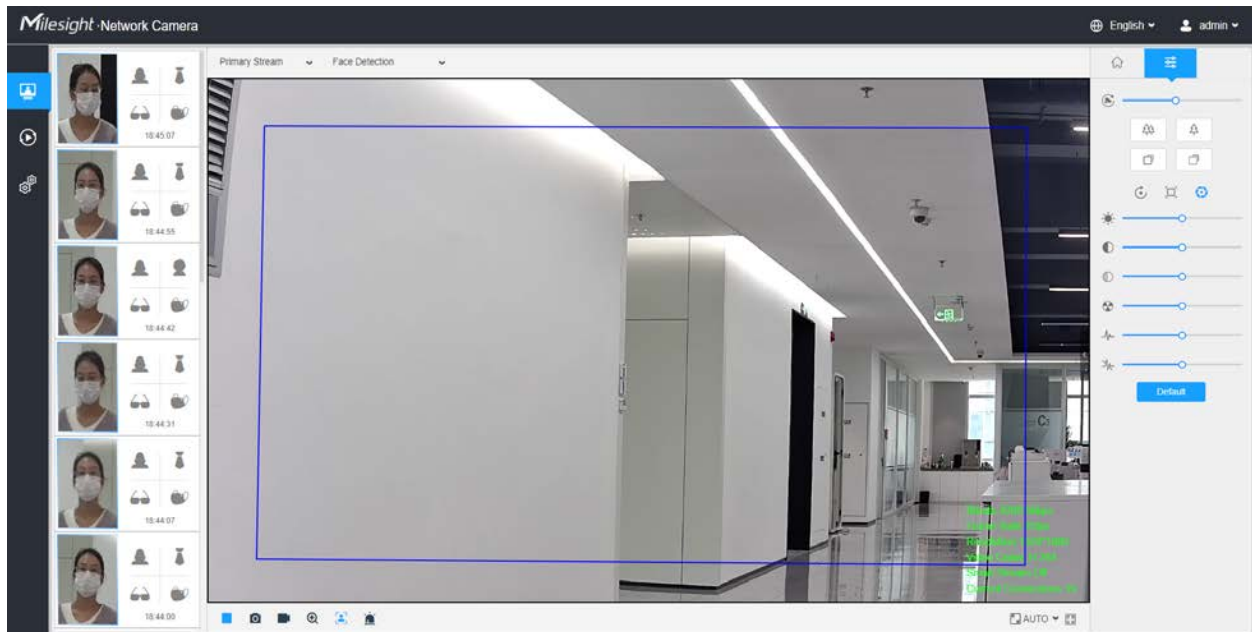 Milesight·Network Camera
English
admin
Primary Stream
Face Detection
18:45:07
18:44:55
18:44:42
18:44:31
18:44:07
18:44:00
Default
AUTO